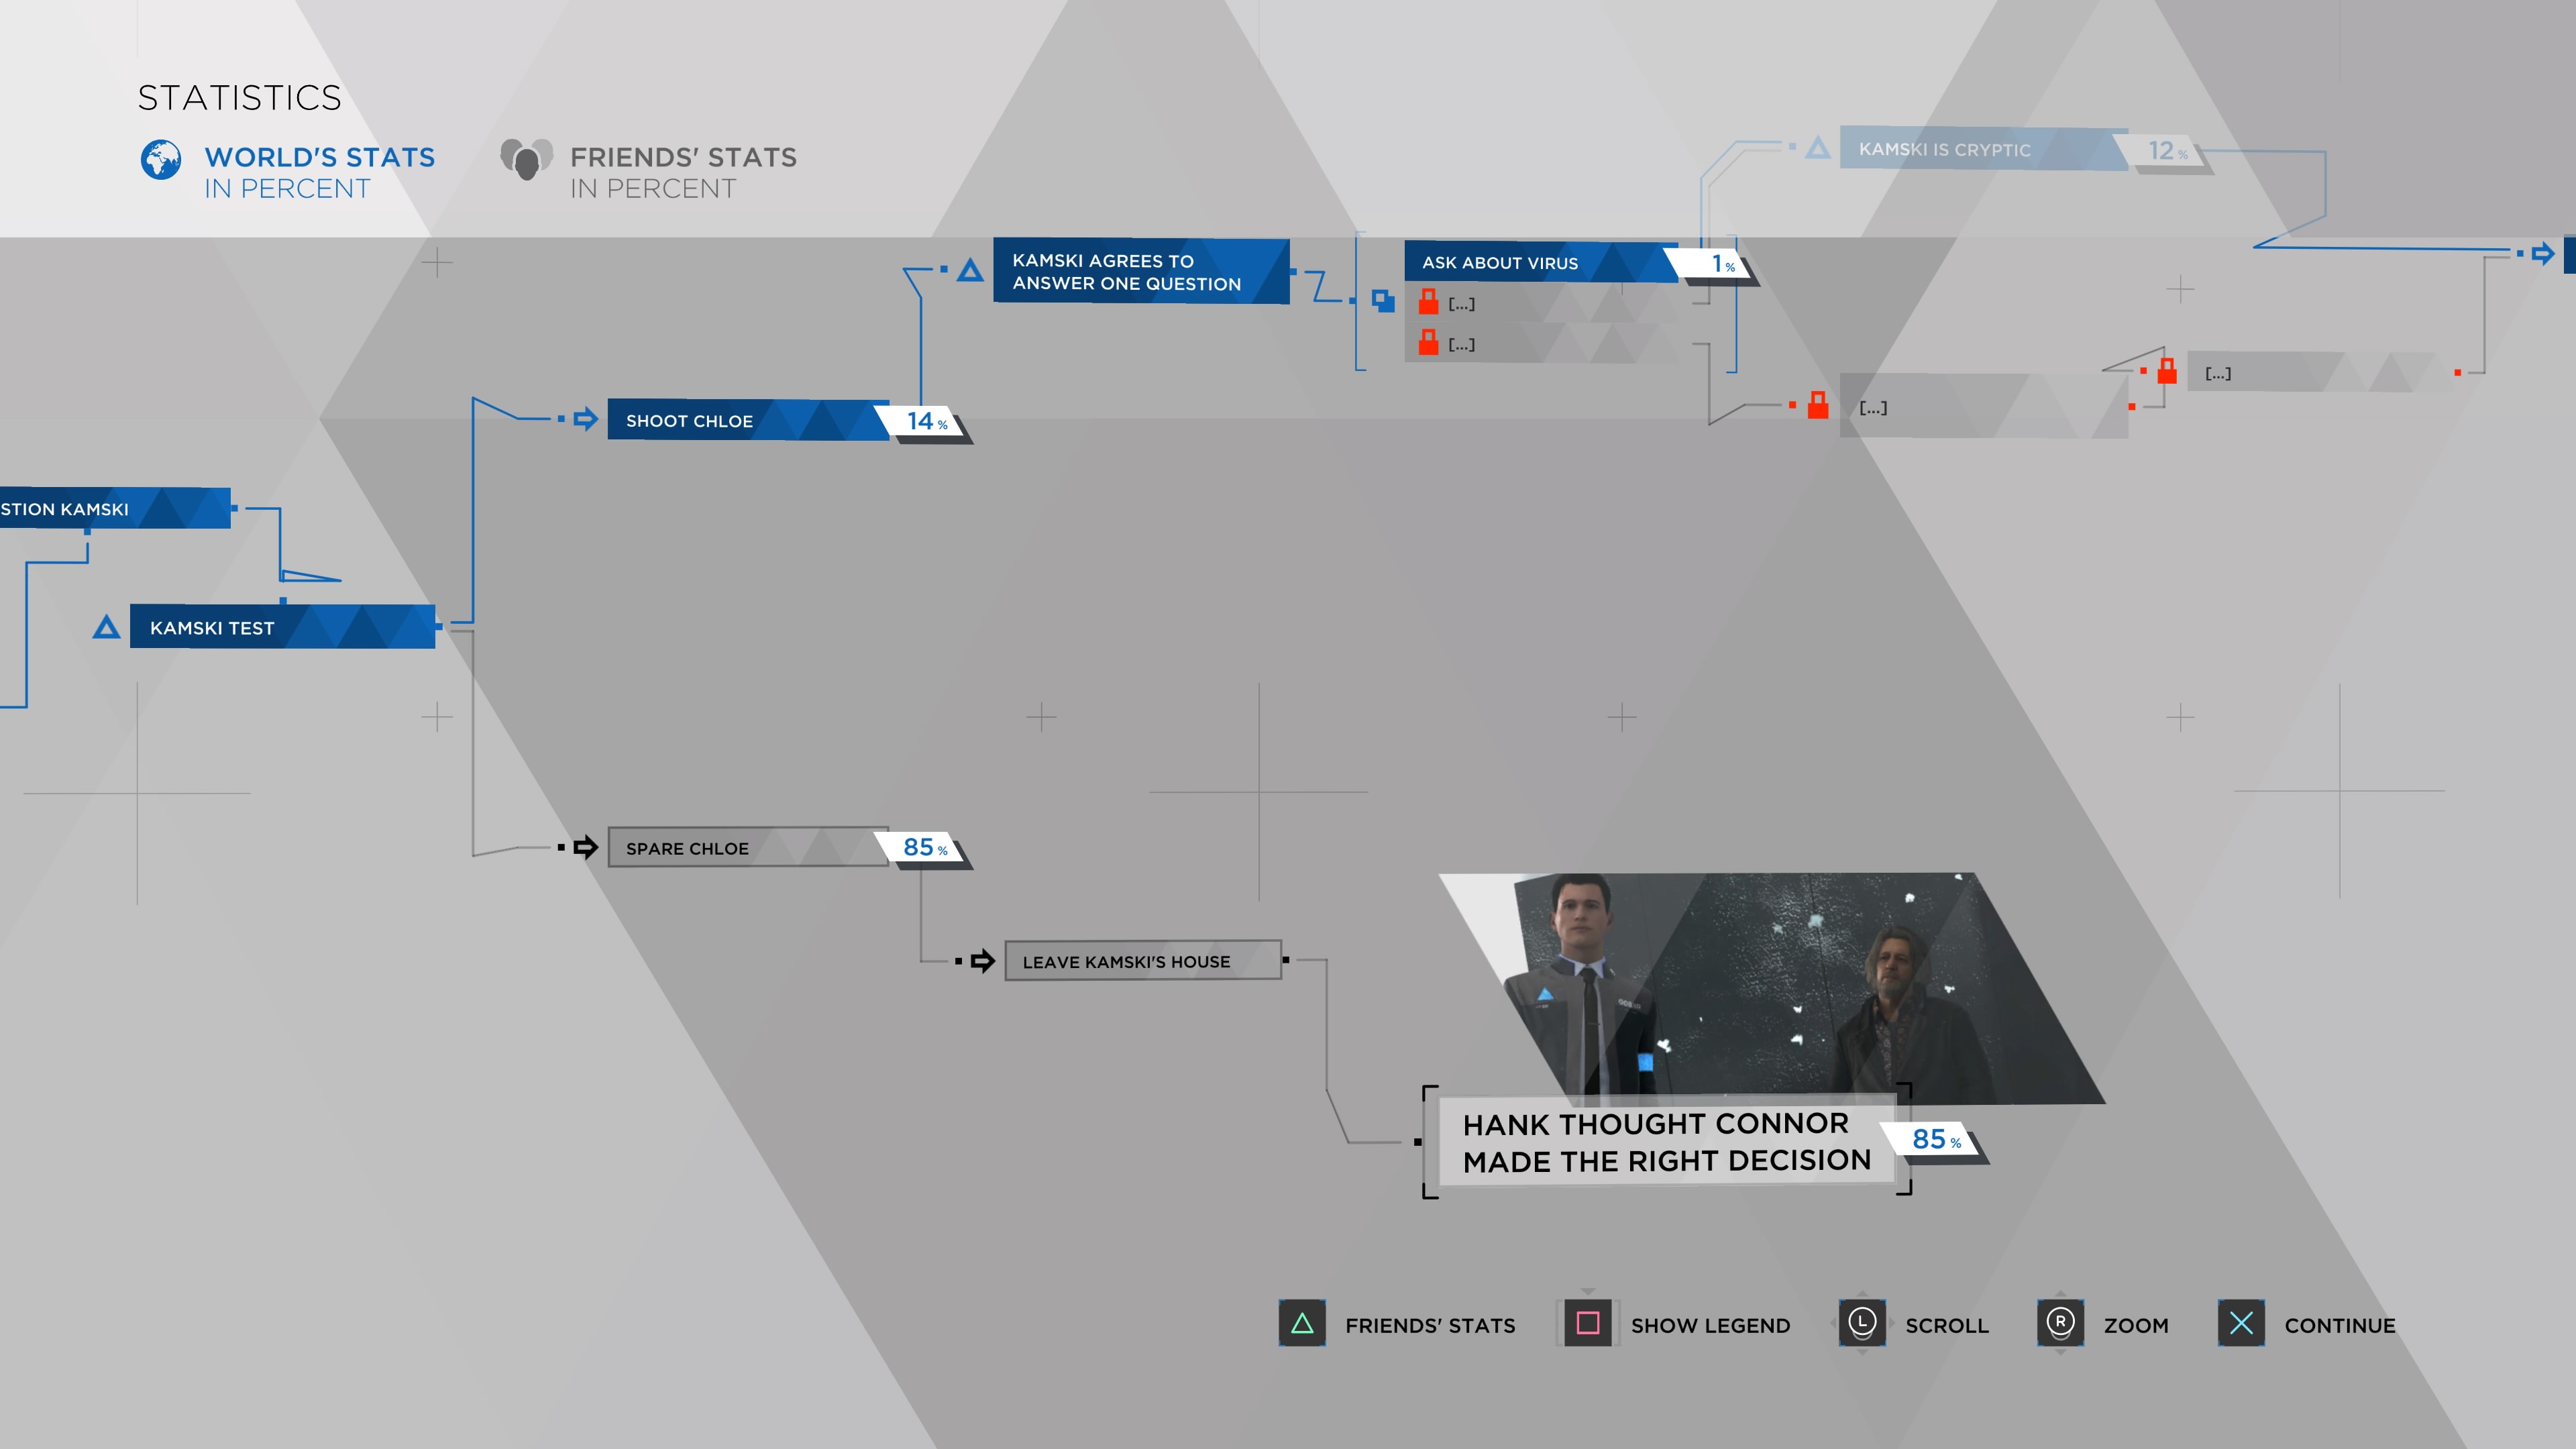 STATISTICS
WORLD'S STATS
IN PERCENT
FRIENDS' STATS
IN PERCENT
KAMSKI IS CRYPTIC
12 %
KAMSKI AGREES TO
ANSWER ONE QUESTION
ASK ABOUT VIRUS
1 %
[...]
[...]
[...]
[...]
SHOOT CHLOE
14 %
STION KAMSKI
KAMSKI TEST
SPARE CHLOE
85 %
LEAVE KAMSKI'S HOUSE
HANK THOUGHT CONNOR
MADE THE RIGHT DECISION
85 %
FRIENDS' STATS
SHOW LEGEND
L
SCROLL
R
ZOOM
CONTINUE